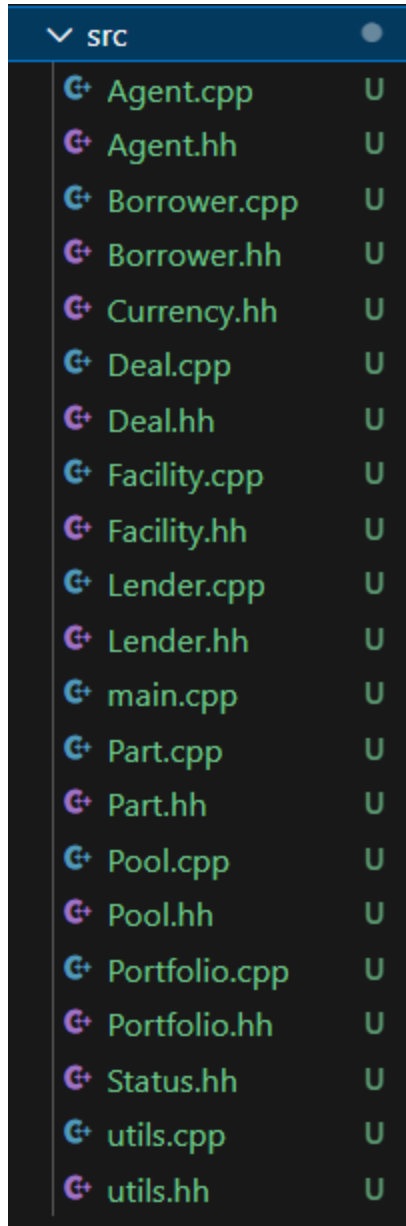 src
Agent.cpp U
Agent.hh U
Borrower.cpp U
Borrower.hh U
Currency.hh U
Deal.cpp U
Deal.hh U
Facility.cpp U
Facility.hh U
Lender.cpp U
Lender.hh U
main.cpp U
Part.cpp U
Part.hh U
Pool.cpp U
Pool.hh U
Portfolio.cpp U
Portfolio.hh U
Status.hh U
utils.cpp U
utils.hh U